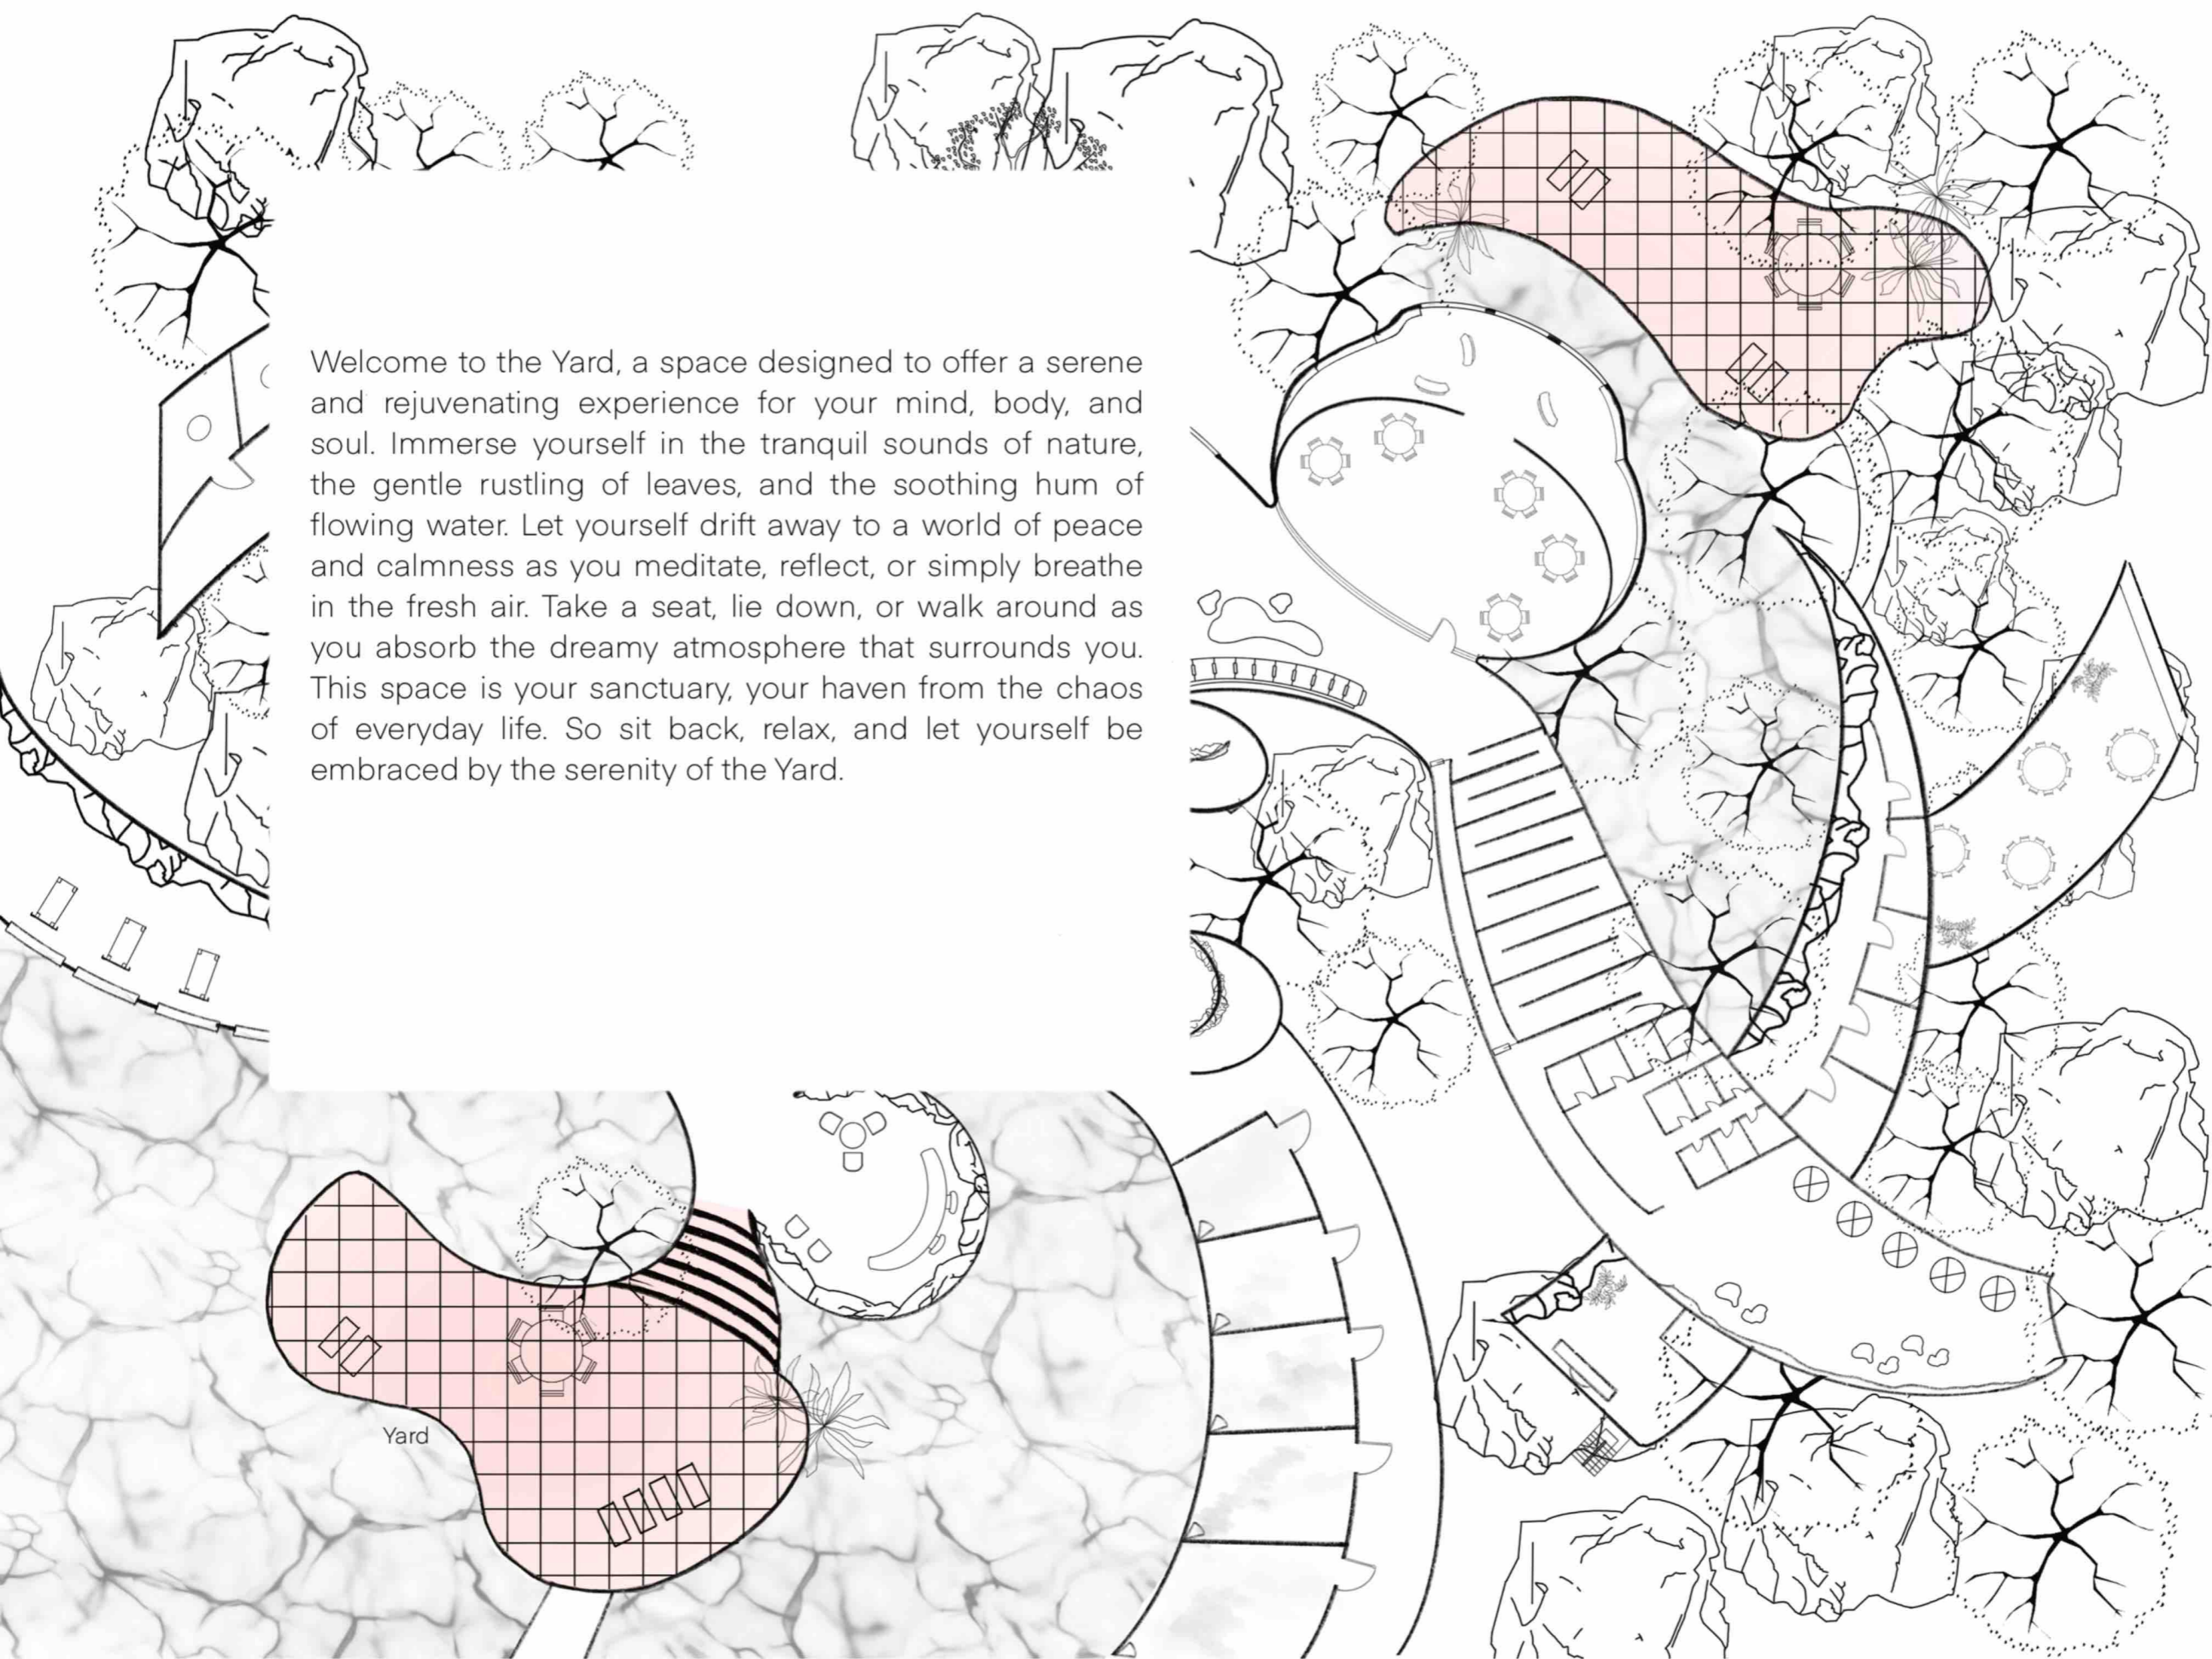 Welcome to the Yard, a space designed to offer a serene
and rejuvenating experience for your mind, body, and
soul. Immerse yourself in the tranquil sounds of nature,
the gentle rustling of leaves, and the soothing hum of
flowing water. Let yourself drift away to a world of peace
and calmness as you meditate, reflect, or simply breathe
in the fresh air. Take a seat, lie down, or walk around as
you absorb the dreamy atmosphere that surrounds you.
This space is your sanctuary, your haven from the chaos
of everyday life. So sit back, relax, and let yourself be
embraced by the serenity of the Yard.
Yard